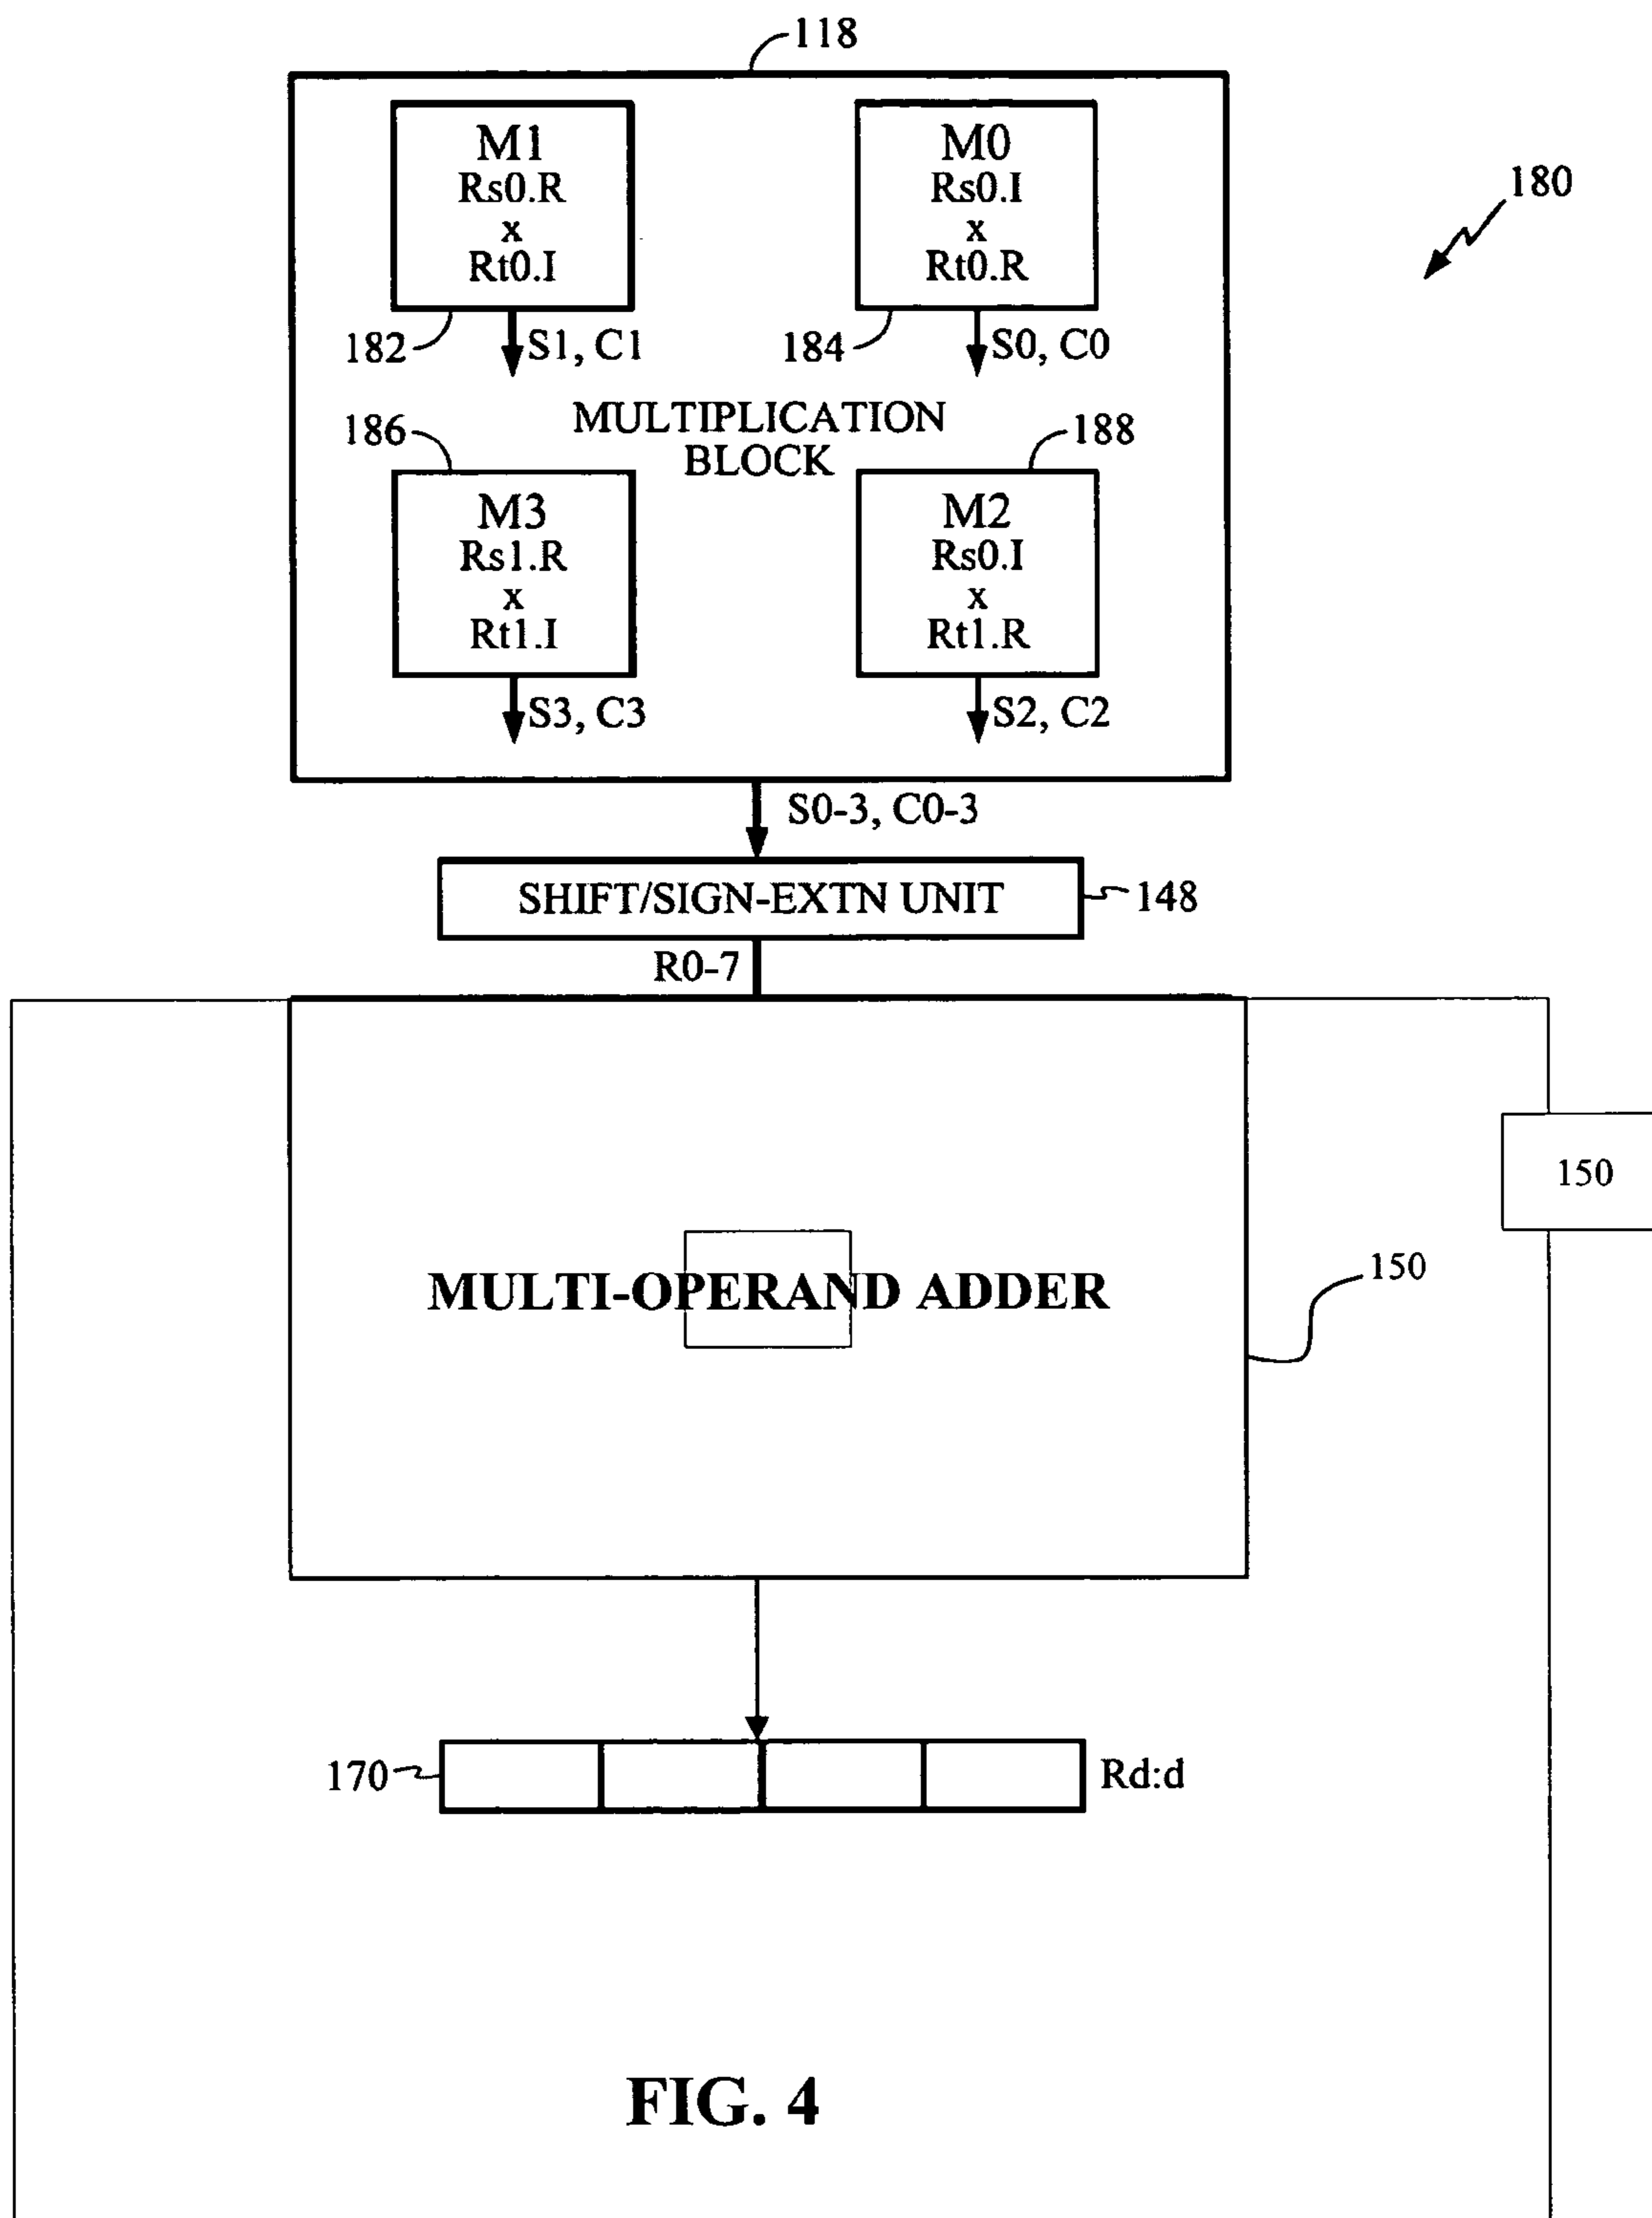 118
M1
Rs0.R
x
Rt0.I
M0
Rs0.I
x
Rt0.R
180
182
S1, C1
184
S0, C0
MULTIPLICATION
BLOCK
186
188
M3
Rs1.R
x
Rt1.I
M2
Rs0.I
x
Rt1.R
S3, C3
S2, C2
S0-3, C0-3
SHIFT/SIGN-EXTN UNIT
148
R0-7
150
MULTI-OPERAND ADDER
150
170
Rd:d
FIG. 4